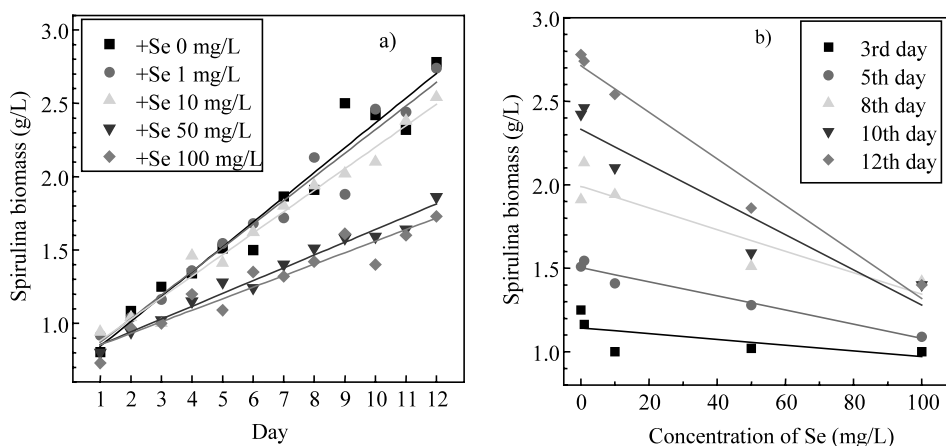 a)
+Se 0 mg/L
+Se 1 mg/L
+Se 10 mg/L
+Se 50 mg/L
+Se 100 mg/L
Spirulina biomass (g/L)
3.0
2.5
2.0
1.5
1.0
1 2 3 4 5 6 7 8 9 10 11 12
Day
b)
3rd day
5th day
8th day
10th day
12th day
Spirulina biomass (g/L)
3.0
2.5
2.0
1.5
1.0
0 20 40 60 80 100
Concentration of Se (mg/L)